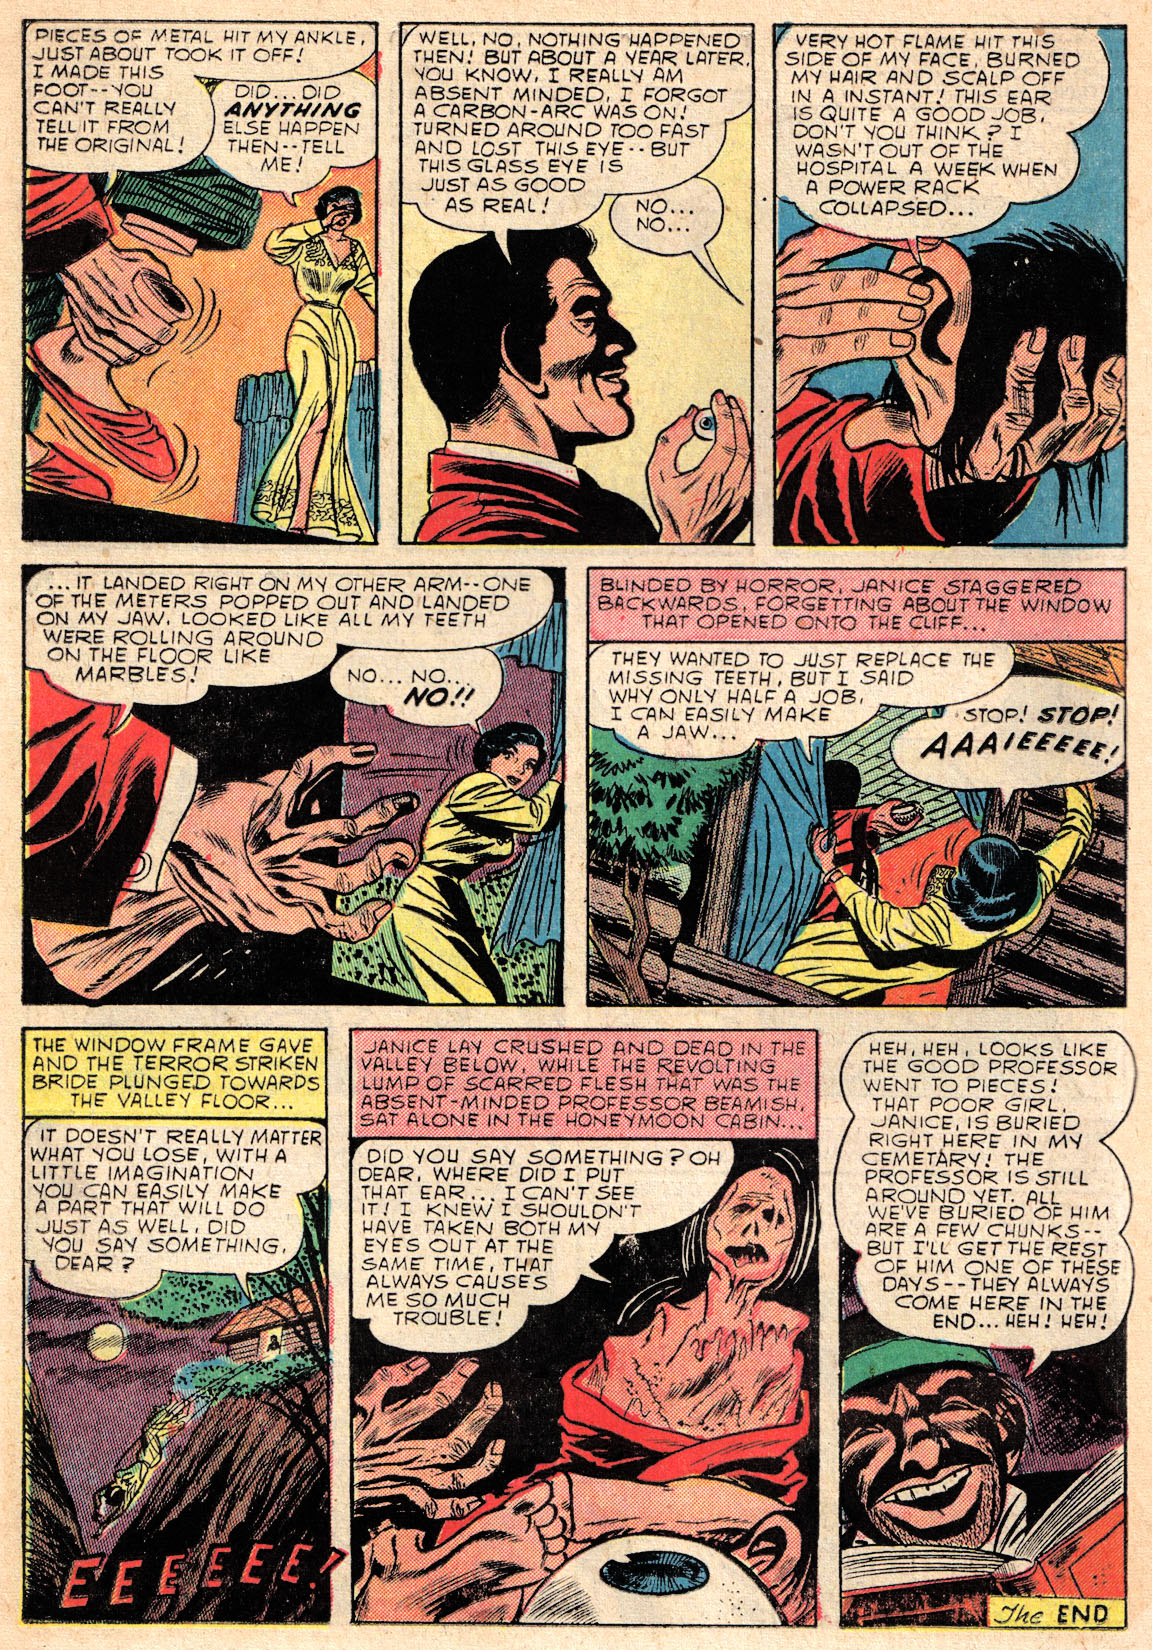 PIECES OF METAL HIT MY ANKLE,
JUST ABOUT TOOK IT OFF!
I MADE THIS
FOOT--YOU
CAN'T REALLY
TELL IT FROM
THE ORIGINAL!
DID...DID
ANYTHING
ELSE HAPPEN
THEN--TELL
ME!
WELL, NO, NOTHING HAPPENED
THEN! BUT ABOUT A YEAR LATER,
YOU KNOW, I REALLY AM
ABSENT MINDED, I FORGOT
A CARBON-ARC WAS ON!
TURNED AROUND TOO FAST
AND LOST THIS EYE--BUT
THIS GLASS EYE IS
JUST AS GOOD
AS REAL!
NO...
NO...
VERY HOT FLAME HIT THIS
SIDE OF MY FACE, BURNED
MY HAIR AND SCALP OFF
IN A INSTANT! THIS EAR
IS QUITE A GOOD JOB,
DON'T YOU THINK? I
WASN'T OUT OF THE
HOSPITAL A WEEK WHEN
A POWER RACK
COLLAPSED...
...IT LANDED RIGHT ON MY OTHER ARM--ONE
OF THE METERS POPPED OUT AND LANDED
ON MY JAW. LOOKED LIKE ALL MY TEETH
WERE ROLLING AROUND
ON THE FLOOR LIKE
MARBLES!
NO... NO...
NO!!
BLINDED BY HORROR, JANICE STAGGERED
BACKWARDS, FORGETTING ABOUT THE WINDOW
THAT OPENED ONTO THE CLIFF...
THEY WANTED TO JUST REPLACE THE
MISSING TEETH, BUT I SAID
WHY ONLY HALF A JOB,
I CAN EASILY MAKE
A JAW...
STOP! STOP!
AAAIEEEEE!
THE WINDOW FRAME GAVE
AND THE TERROR STRIKEN
BRIDE PLUNGED TOWARDS
THE VALLEY FLOOR...
IT DOESN'T REALLY MATTER
WHAT YOU LOSE, WITH A
LITTLE IMAGINATION
YOU CAN EASILY MAKE
A PART THAT WILL DO
JUST AS WELL, DID
YOU SAY SOMETHING,
DEAR?
EEEEEE!
JANICE LAY CRUSHED AND DEAD IN THE
VALLEY BELOW, WHILE THE REVOLTING
LUMP OF SCARRED FLESH THAT WAS THE
ABSENT-MINDED PROFESSOR BEAMISH,
SAT ALONE IN THE HONEYMOON CABIN...
DID YOU SAY SOMETHING? OH
DEAR, WHERE DID I PUT
THAT EAR... I CAN'T SEE
IT! I KNEW I SHOULDN'T
HAVE TAKEN BOTH MY
EYES OUT AT THE
SAME TIME, THAT
ALWAYS CAUSES
ME SO MUCH
TROUBLE!
HEH, HEH, LOOKS LIKE
THE GOOD PROFESSOR
WENT TO PIECES!
THAT POOR GIRL,
JANICE, IS BURIED
RIGHT HERE IN MY
CEMETARY! THE
PROFESSOR IS STILL
AROUND YET. ALL
WE'VE BURIED OF HIM
ARE A FEW CHUNKS--
BUT I'LL GET THE REST
OF HIM ONE OF THESE
DAYS--THEY ALWAYS
COME HERE IN THE
END... HEH! HEH!
The END